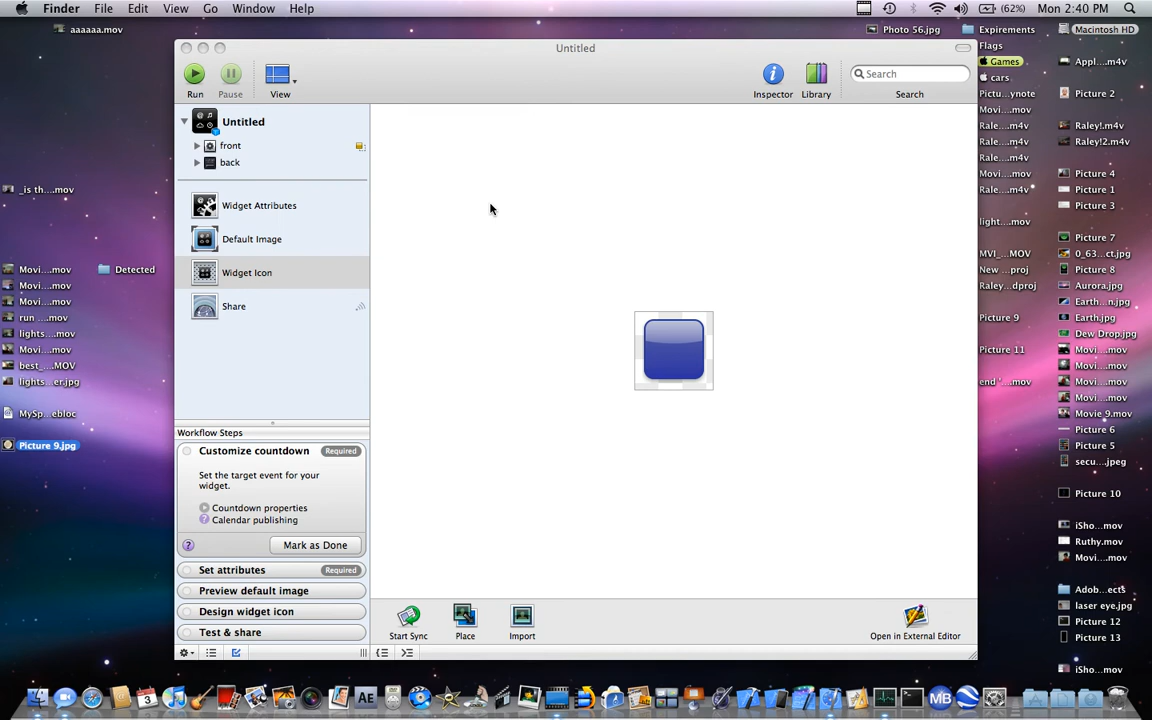 Finder File Edit View Go Window Help (62%) Mon 2:40 PM
aaaaaa.mov
Photo 56.jpg
Expirements
Macintosh HD
Flags
Games
Appl....m4v
cars
Pictu...ynote
Picture 2
Movi....mov
Rale....m4v
Raley!.m4v
Rale....m4v
Raley!2.m4v
Rale....m4v
Movi....mov
Picture 4
Rale....m4v
Picture 1
Picture 3
light....mov
Picture 7
MVI_...MOV
0_63...ct.jpg
New ...proj
Picture 8
Raley...dproj
Aurora.jpg
Earth...n.jpg
Picture 9
Earth.jpg
Dew Drop.jpg
Picture 11
Movi....mov
Movi....mov
end '...mov
Movi....mov
Movi....mov
Movie 9.mov
Picture 6
Picture 5
secu....jpeg
Picture 10
iSho...mov
Ruthy.mov
Movi....mov
Adob...ects
laser eye.jpg
Picture 12
Picture 13
iSho...mov
_is th....mov
Movi....mov
Detected
Movi....mov
Movi....mov
run ....mov
lights...mov
Movi....mov
best_...MOV
lights...er.jpg
MySp...ebloc
Picture 9.jpg
Untitled
Run Pause View Inspector Library Search
Search
Untitled
front
back
Widget Attributes
Default Image
Widget Icon
Share
Workflow Steps
Customize countdown Required
Set the target event for your
widget.
Countdown properties
? Calendar publishing
? Mark as Done
Set attributes Required
Preview default image
Design widget icon
Test & share
Start Sync Place Import Open in External Editor
AE
MB